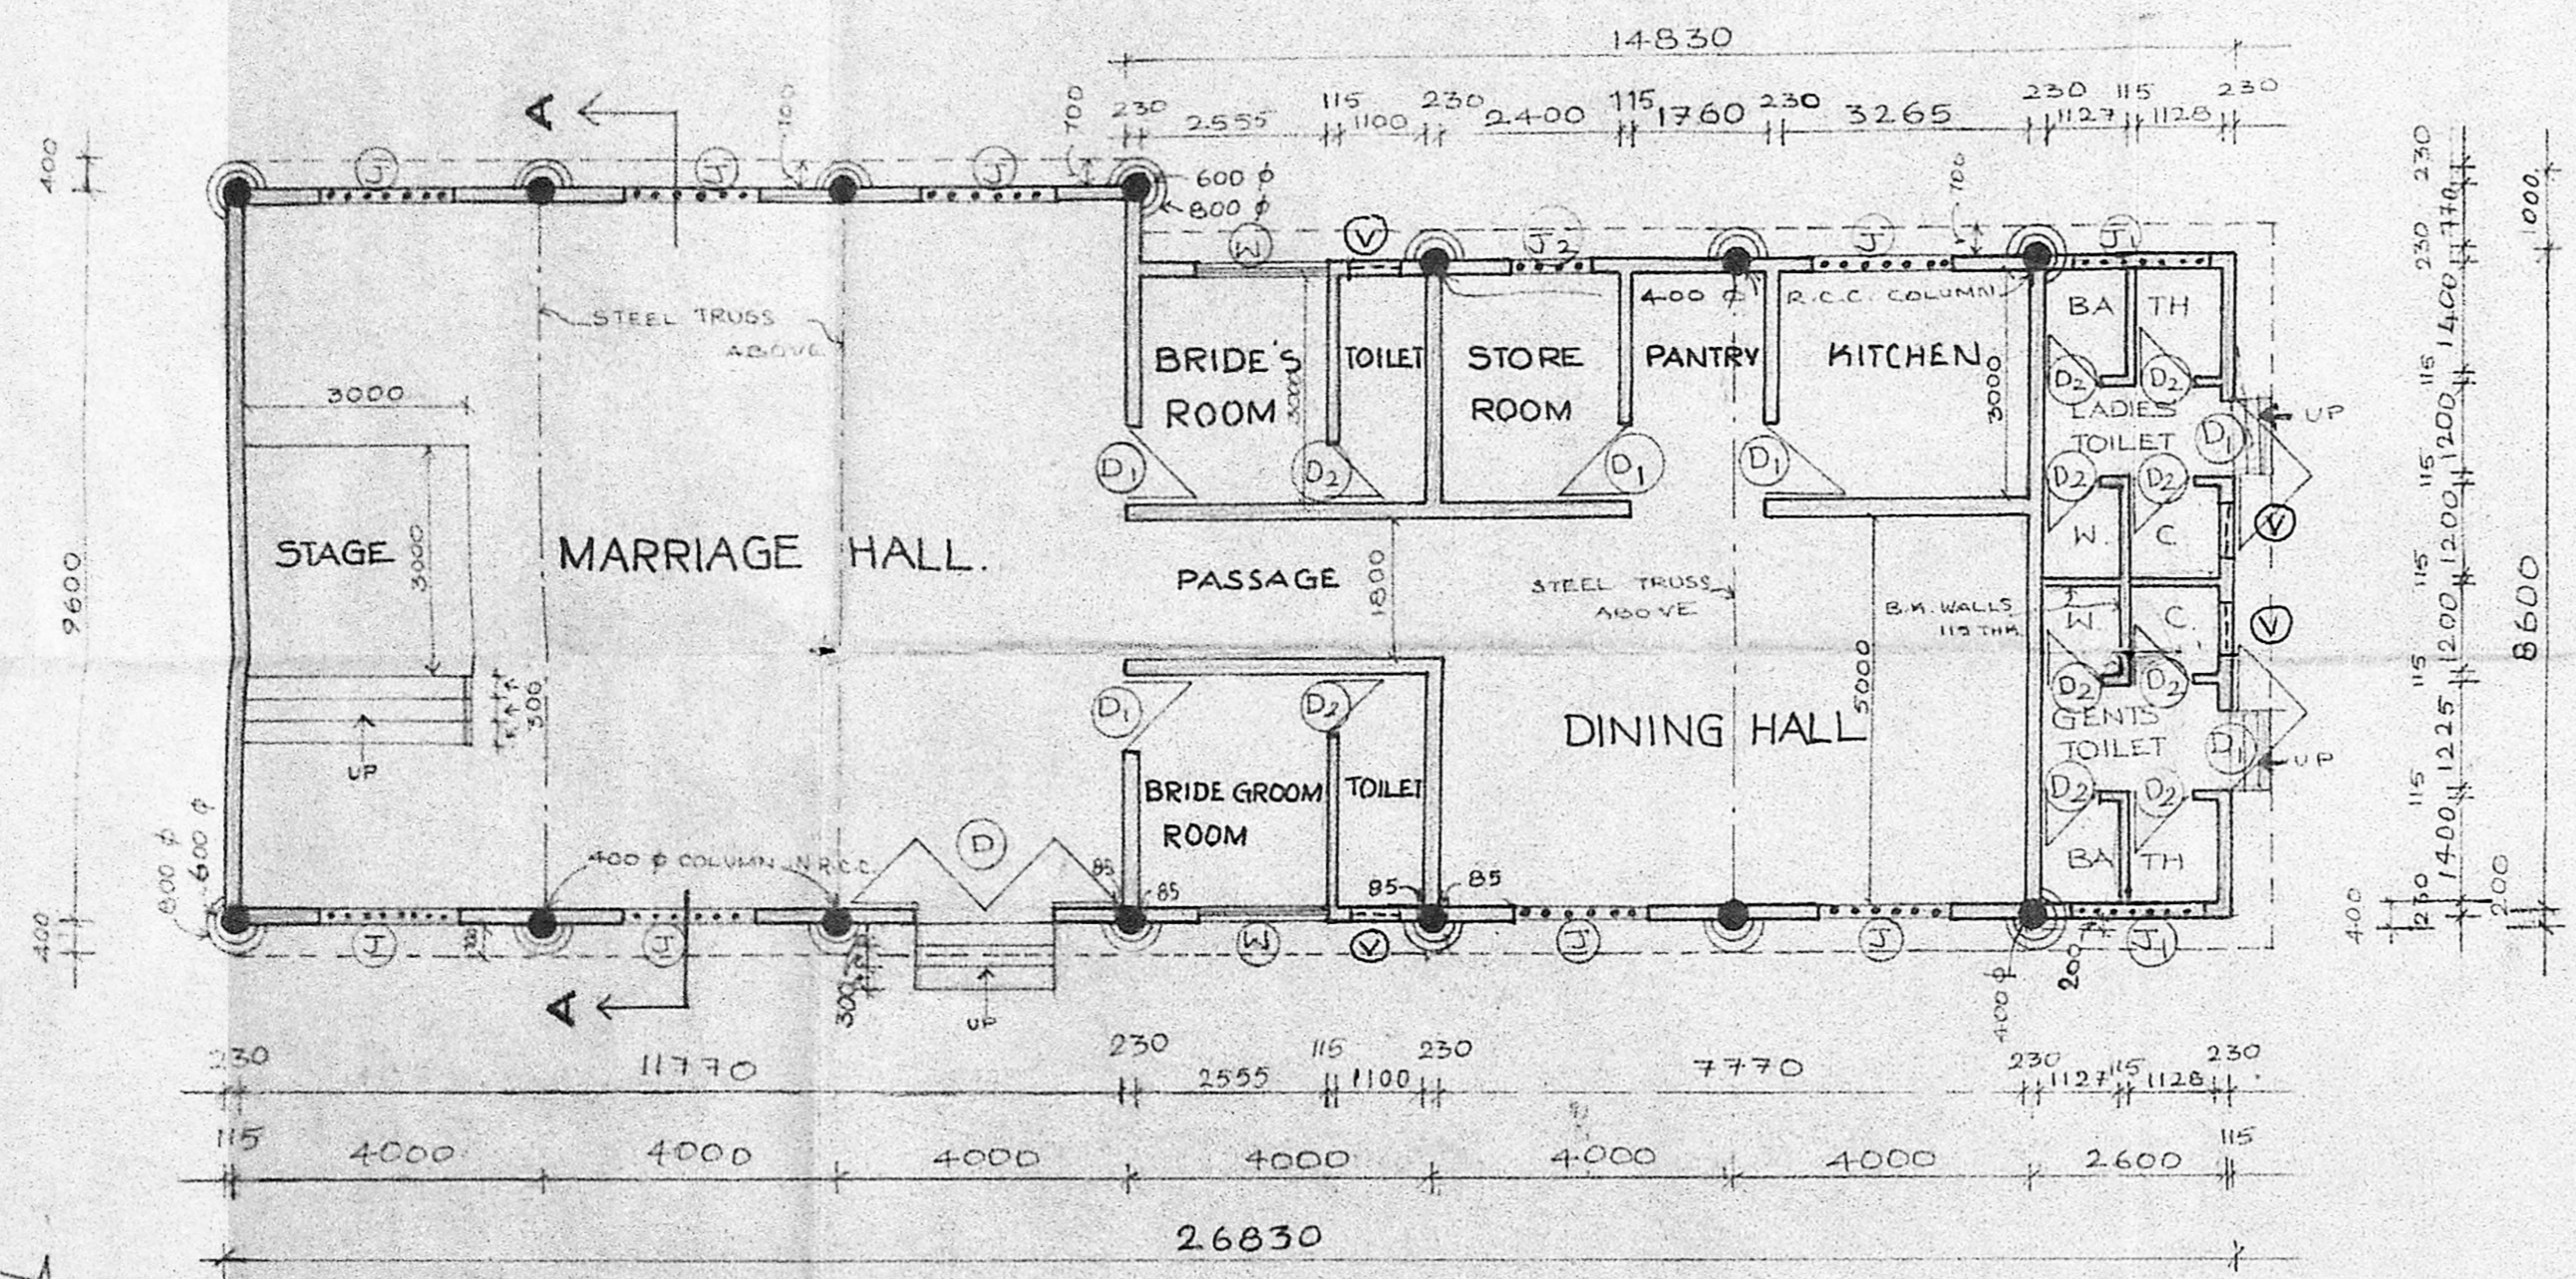 14830
230 2555 115 1100 230 2400 115 1760 230 3265 230 1127 115 1128 230
A
700
700
400
J J J
600 φ
800 φ
W V J2 J J1
700
400 φ R.C.C. COLUMN
STEEL TRUSS
ABOVE
BRIDE'S
ROOM
3000
TOILET
STORE
ROOM
PANTRY
KITCHEN
3000
BA TH
D2 D2
LADIES
TOILET
D1
UP
D1 D2 D1 D1
D2 D2
W. C.
V
3000
STAGE
3000
MARRIAGE HALL.
PASSAGE
1800
STEEL TRUSS
ABOVE
B.K. WALLS
115 THK.
W. C.
V
D2 D2
GENTS
TOILET
D1
UP
D2 D2
BA TH
300
UP
D1 D2
BRIDE GROOM
ROOM
TOILET
DINING HALL
5000
9600
800 φ
600 φ
400 φ COLUMN IN R.C.C.
D
85
85
85
85
400
J J
W V J J J1
300
UP
400 φ
200
A
230 11770 230 2555 115 1100 230 7770 230 1127 115 1128 230
115 4000 4000 4000 4000 4000 4000 2600 115
26830
230 770 230 1400 115 1200 115 1200 115 1200 115 1225 115 1400 230
400
1000
8600
200